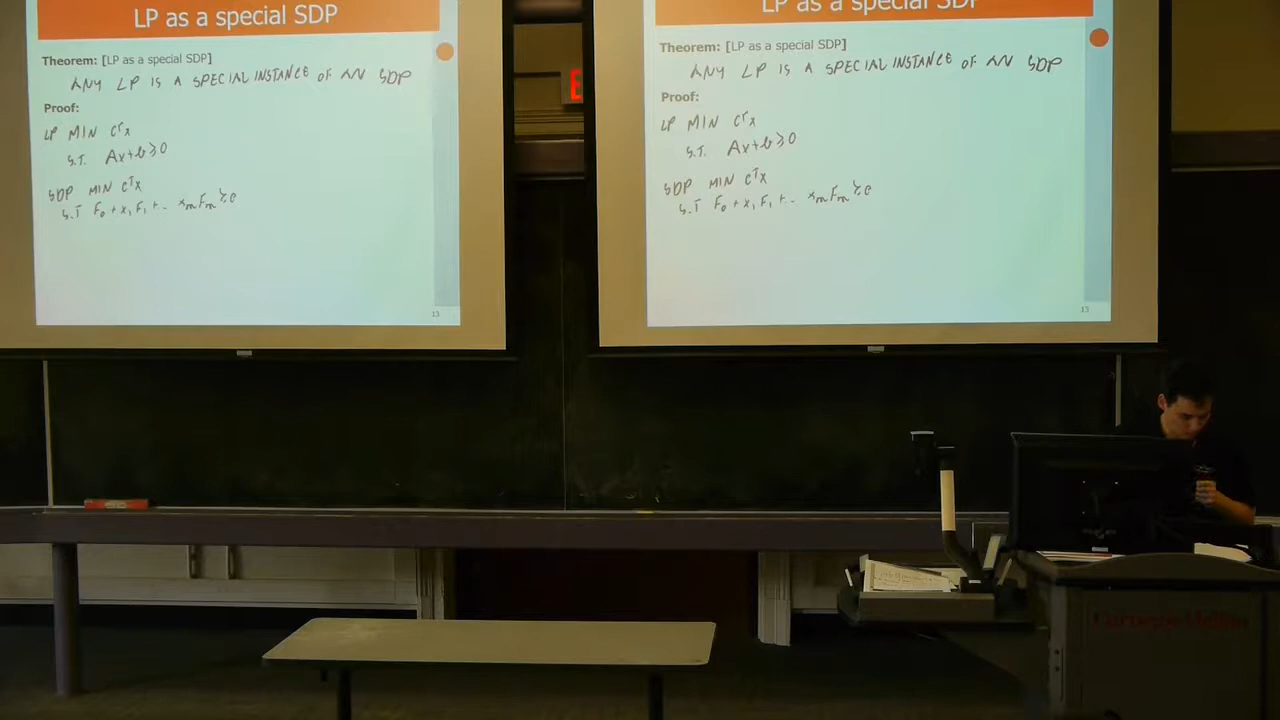 LP as a special SDP
Theorem: [LP as a special SDP]
ANY LP IS A SPECIAL INSTANCE OF AN SDP
Proof:
LP MIN cᵀx
S.T. Ax+b≥0
SDP MIN cᵀx
S.T F₀ + x₁F₁ + .. xₘFₘ ≽ 0
13
LP as a special SDP
Theorem: [LP as a special SDP]
ANY LP IS A SPECIAL INSTANCE OF AN SDP
Proof:
LP MIN cᵀx
S.T. Ax+b≥0
SDP MIN cᵀx
S.T F₀ + x₁F₁ + .. xₘFₘ ≽ 0
13
E
Carnegie Mellon